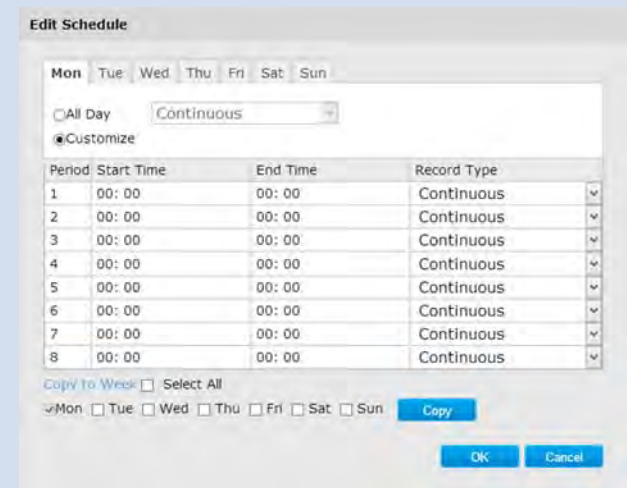 Edit Schedule
Mon Tue Wed Thu Fri Sat Sun
All Day Continuous
Customize
Period Start Time End Time Record Type
1 00: 00 00: 00 Continuous
2 00: 00 00: 00 Continuous
3 00: 00 00: 00 Continuous
4 00: 00 00: 00 Continuous
5 00: 00 00: 00 Continuous
6 00: 00 00: 00 Continuous
7 00: 00 00: 00 Continuous
8 00: 00 00: 00 Continuous
Copy to Week Select All
Mon Tue Wed Thu Fri Sat Sun Copy
OK Cancel